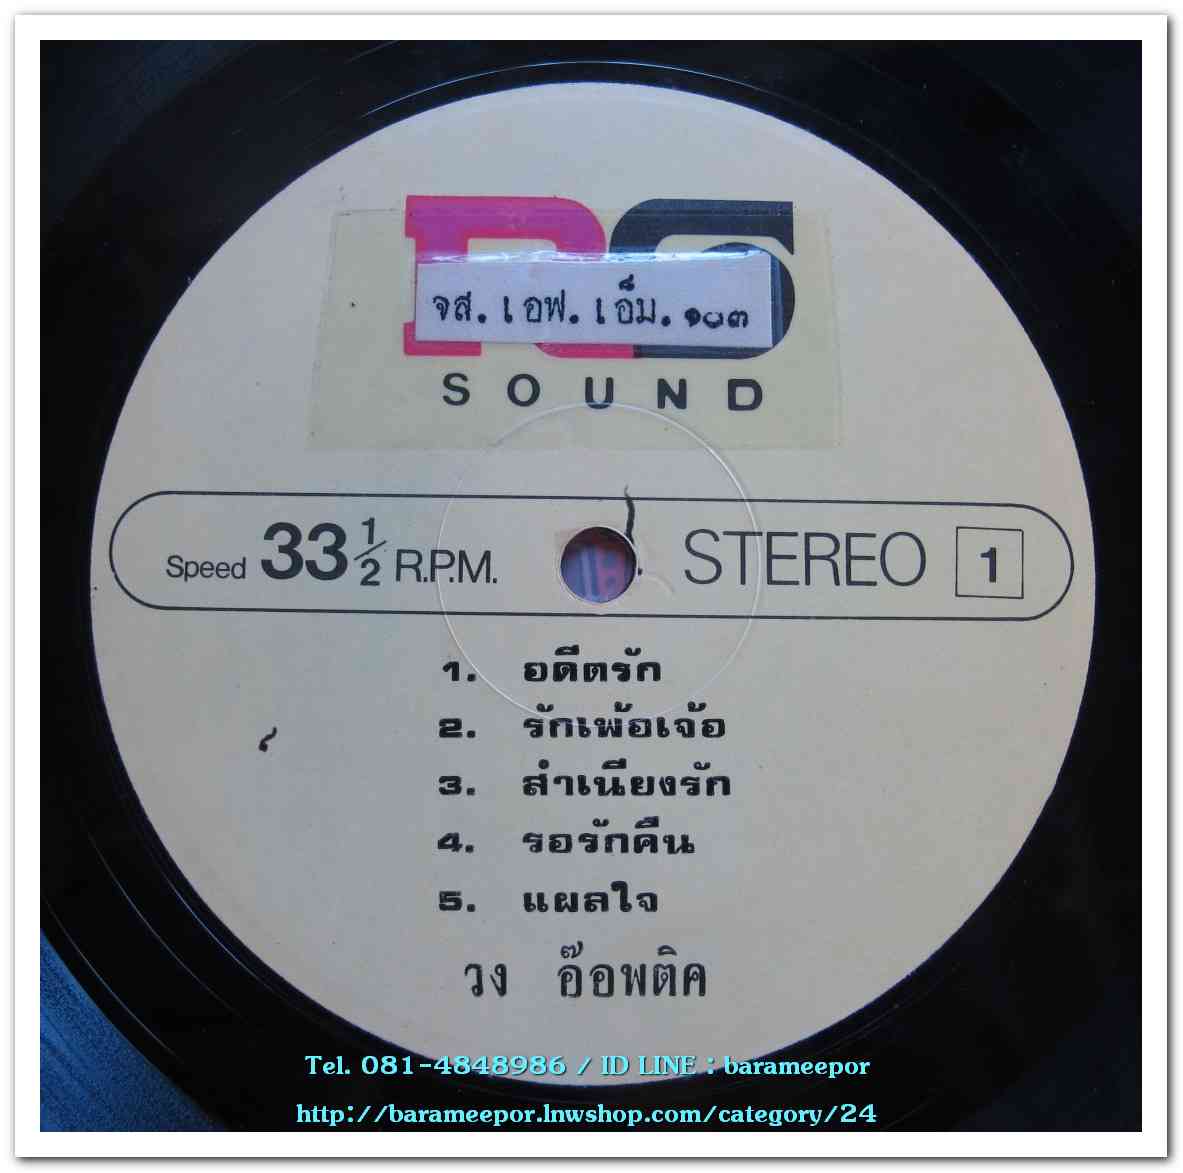 RS
จส. เอฟ. เอ็ม. ๑๐๓
SOUND
Speed 33 1/2 R.P.M. STEREO 1
1. อดีตรัก
2. รักเพ้อเจ้อ
3. สำเนียงรัก
4. รอรักคืน
5. แผลใจ
วง อ๊อพติค
Tel. 081-4848986 / ID LINE : barameepor
http://barameepor.lnwshop.com/category/24